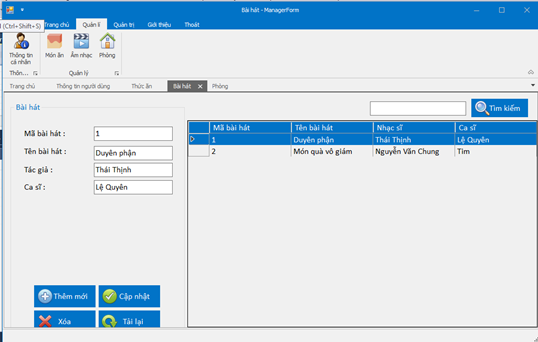 Bài hát - ManagerForm
(Ctrl+Shift+S)
Trang chủ Quản lí Quản trị Giới thiệu Thoát
Thông tin cá nhân Món ăn Âm nhạc Phòng
Thôn... Quản lý
Trang chủ Thông tin người dùng Thức ăn Bài hát Phòng
Bài hát
Tìm kiếm
Mã bài hát Tên bài hát Nhạc sĩ Ca sĩ
1 Duyên phận Thái Thịnh Lệ Quyên
2 Món quà vô giá Nguyễn Văn Chung Tim
Mã bài hát : 1
Tên bài hát : Duyên phận
Tác giả : Thái Thịnh
Ca sĩ : Lệ Quyên
Thêm mới Cập nhật
Xóa Tải lại